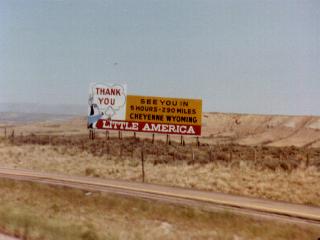 THANK
YOU
SEE YOU IN
5 HOURS-290 MILES
CHEYENNE WYOMING
LITTLE AMERICA